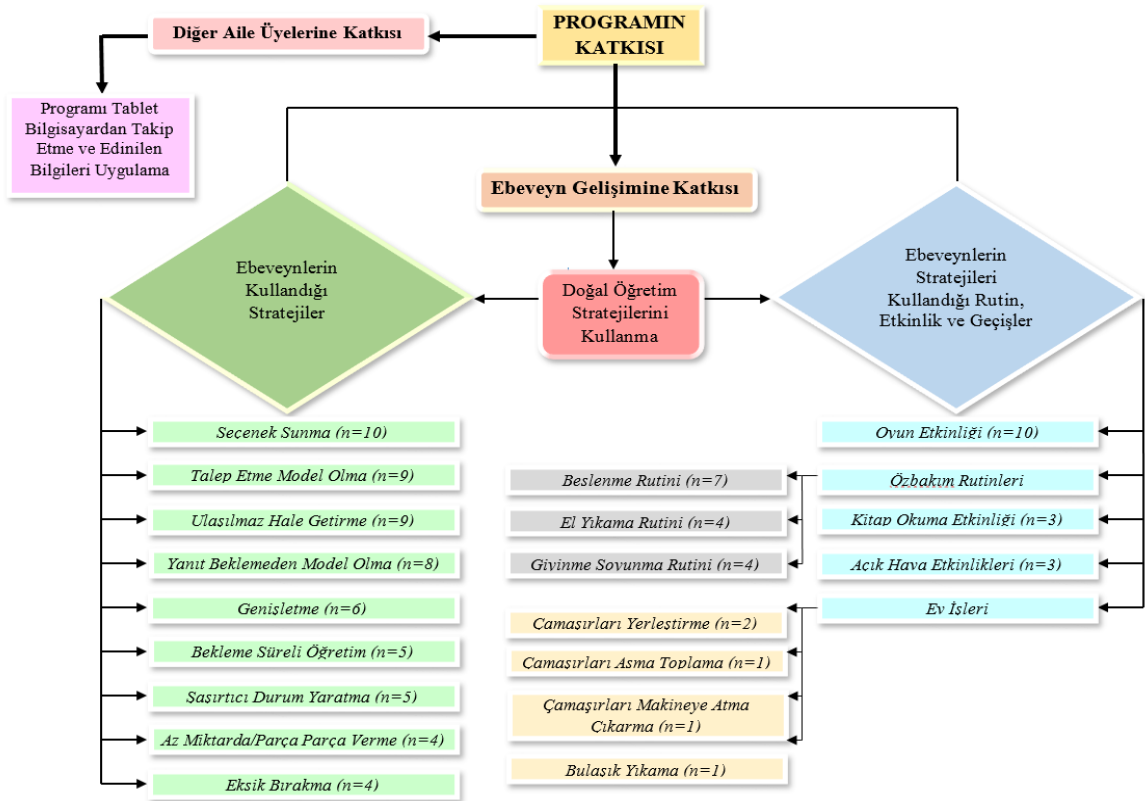 PROGRAMIN
KATKISI
Diğer Aile Üyelerine Katkısı
Programı Tablet
Bilgisayardan Takip
Etme ve Edinilen
Bilgileri Uygulama
Ebeveyn Gelişimine Katkısı
Ebeveynlerin
Kullandığı
Stratejiler
Doğal Öğretim
Stratejilerini
Kullanma
Ebeveynlerin
Stratejileri
Kullandığı Rutin,
Etkinlik ve Geçişler
Seçenek Sunma (n=10)
Talep Etme Model Olma (n=9)
Ulaşılmaz Hale Getirme (n=9)
Yanıt Beklemeden Model Olma (n=8)
Genişletme (n=6)
Bekleme Süreli Öğretim (n=5)
Şaşırtıcı Durum Yaratma (n=5)
Az Miktarda/Parça Parça Verme (n=4)
Eksik Bırakma (n=4)
Oyun Etkinliği (n=10)
Özbakım Rutinleri
Kitap Okuma Etkinliği (n=3)
Açık Hava Etkinlikleri (n=3)
Ev İşleri
Beslenme Rutini (n=7)
El Yıkama Rutini (n=4)
Giyinme Soyunma Rutini (n=4)
Çamaşırları Yerleştirme (n=2)
Çamaşırları Asma Toplama (n=1)
Çamaşırları Makineye Atma
Çıkarma (n=1)
Bulaşık Yıkama (n=1)